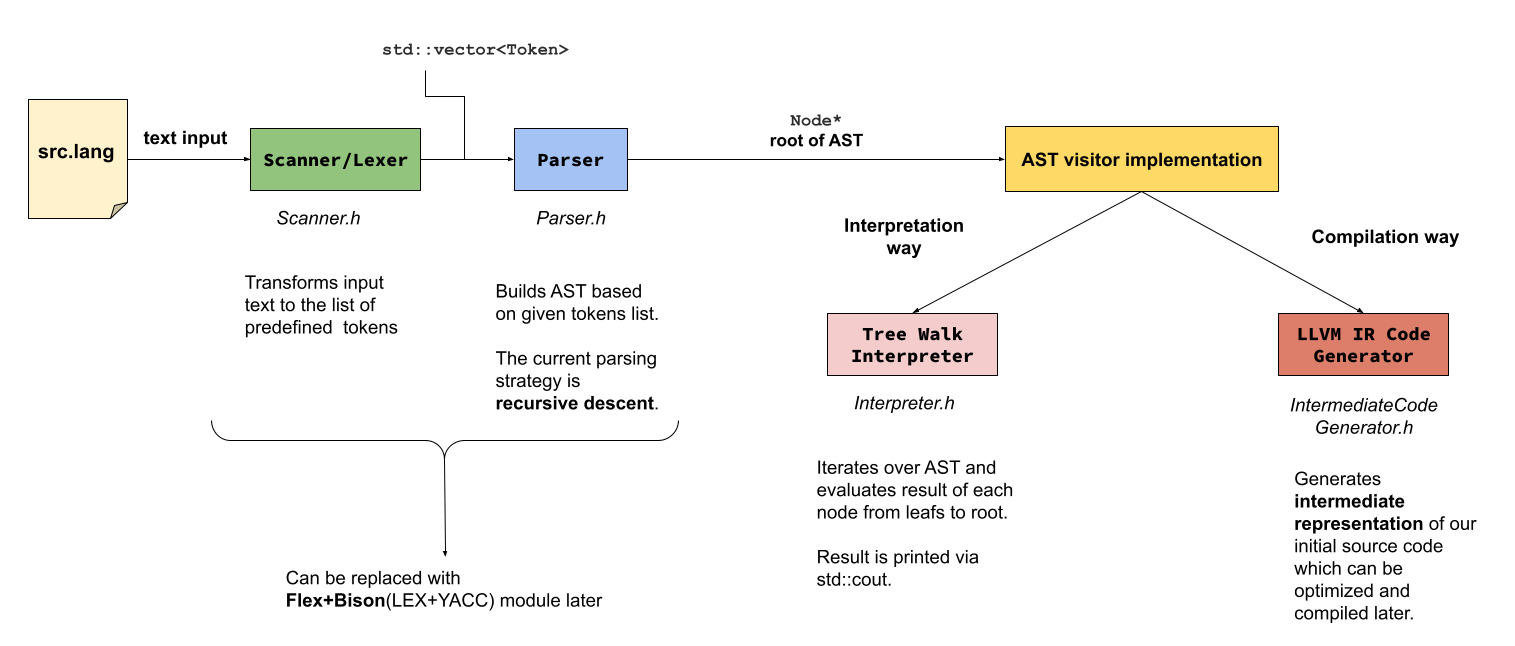 std::vector<Token>
src.lang
text input
Scanner/Lexer
Scanner.h
Transforms input
text to the list of
predefined tokens
Parser
Parser.h
Builds AST based
on given tokens list.
The current parsing
strategy is
recursive descent.
Can be replaced with
Flex+Bison(LEX+YACC) module later
Node*
root of AST
AST visitor implementation
Interpretation
way
Compilation way
Tree Walk
Interpreter
Interpreter.h
Iterates over AST and
evaluates result of each
node from leafs to root.
Result is printed via
std::cout.
LLVM IR Code
Generator
IntermediateCode
Generator.h
Generates
intermediate
representation of our
initial source code
which can be
optimized and
compiled later.